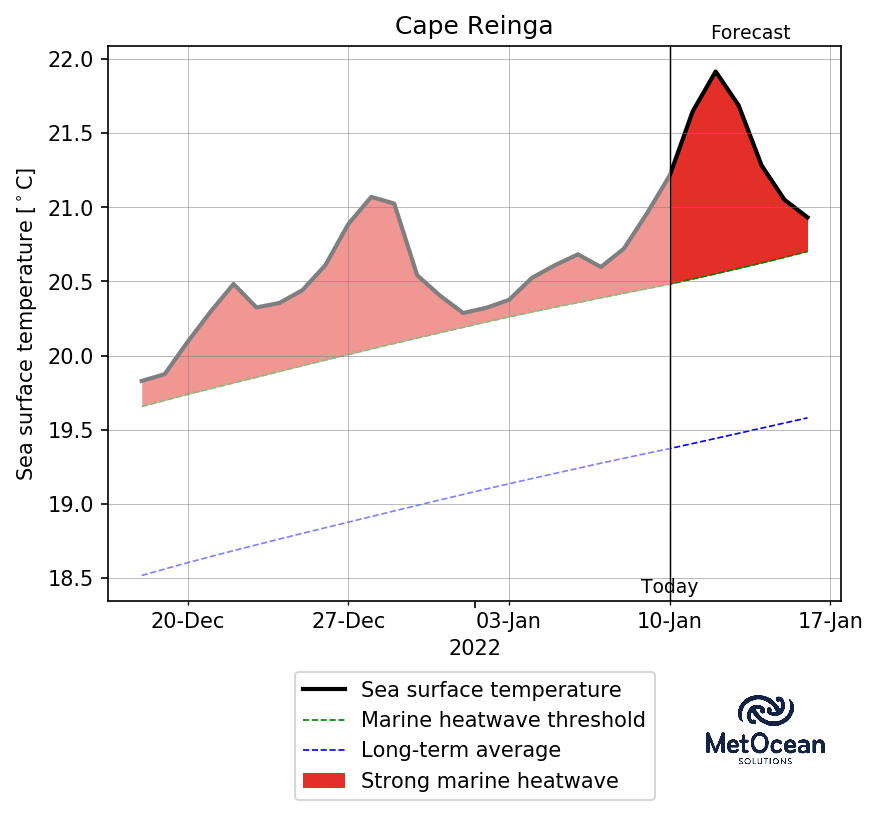 Cape Reinga
Forecast
22.0
21.5
21.0
20.5
20.0
19.5
19.0
18.5
Sea surface temperature [°C]
Today
20-Dec 27-Dec 03-Jan 10-Jan 17-Jan
2022
Sea surface temperature
Marine heatwave threshold
Long-term average
Strong marine heatwave
MetOcean
SOLUTIONS